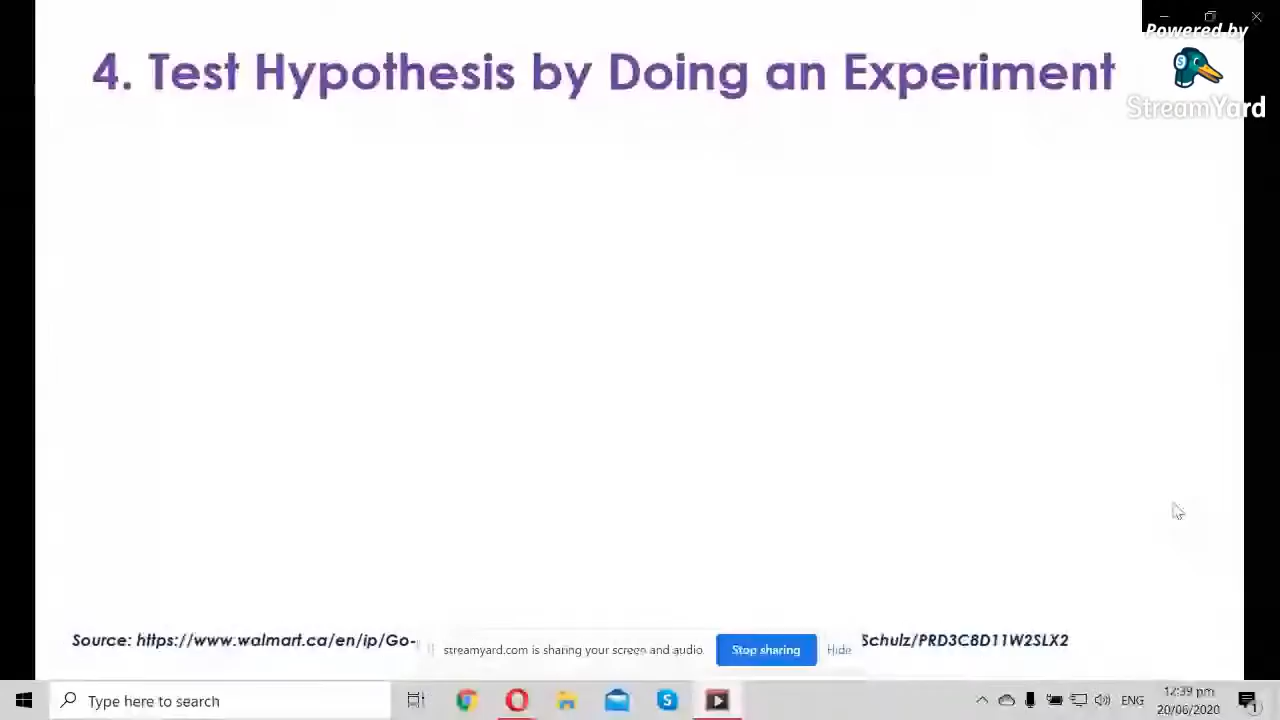 Powered by
4. Test Hypothesis by Doing an Experiment
S
StreamYard
Source: https://www.walmart.ca/en/ip/Go-
Schulz/PRD3C8D11W2SLX2
streamyard.com is sharing your screen and audio.
Stop sharing
Hide
Type here to search
S
ENG
12:39 pm
20/06/2020
1